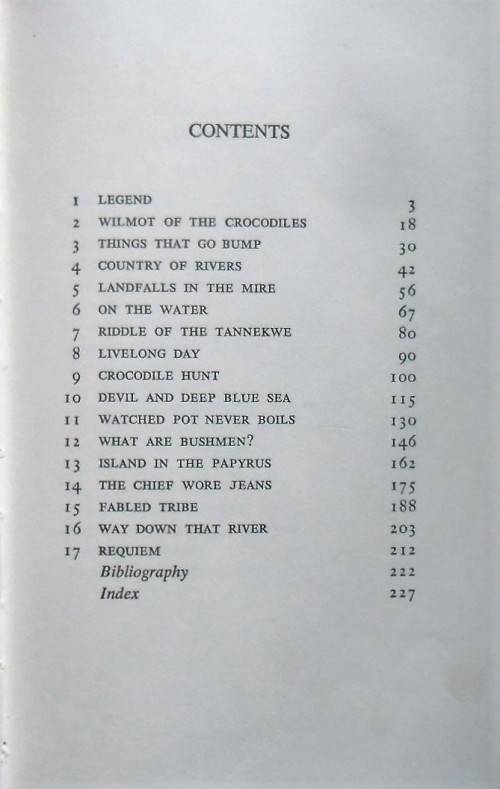 CONTENTS
1 LEGEND 3
2 WILMOT OF THE CROCODILES 18
3 THINGS THAT GO BUMP 30
4 COUNTRY OF RIVERS 42
5 LANDFALLS IN THE MIRE 56
6 ON THE WATER 67
7 RIDDLE OF THE TANNEKWE 80
8 LIVELONG DAY 90
9 CROCODILE HUNT 100
10 DEVIL AND DEEP BLUE SEA 115
11 WATCHED POT NEVER BOILS 130
12 WHAT ARE BUSHMEN? 146
13 ISLAND IN THE PAPYRUS 162
14 THE CHIEF WORE JEANS 175
15 FABLED TRIBE 188
16 WAY DOWN THAT RIVER 203
17 REQUIEM 212
Bibliography 222
Index 227